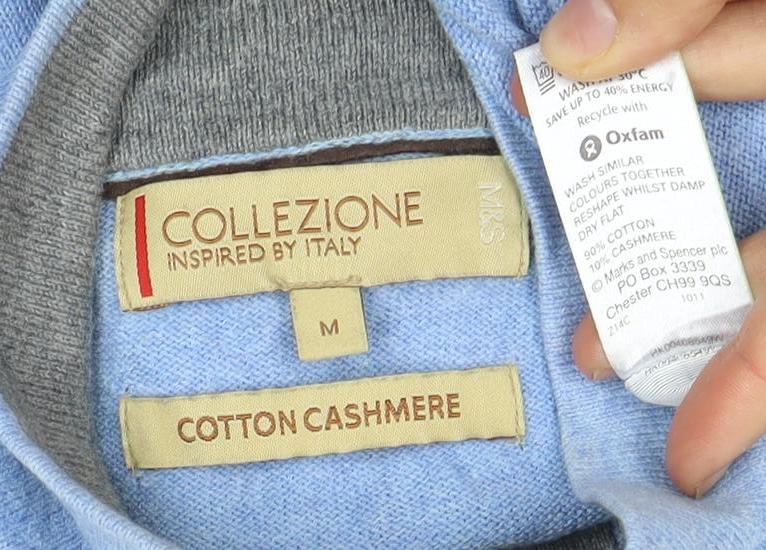 COLLEZIONE
INSPIRED BY ITALY
M&S
M
COTTON CASHMERE
40
WASH AT 30°C
SAVE UP TO 40% ENERGY
Recycle with
Oxfam
WASH SIMILAR
COLOURS TOGETHER
RESHAPE WHILST DAMP
DRY FLAT
90% COTTON
10% CASHMERE
© Marks and Spencer plc
PO Box 3339
Chester CH99 9QS
1011
214C